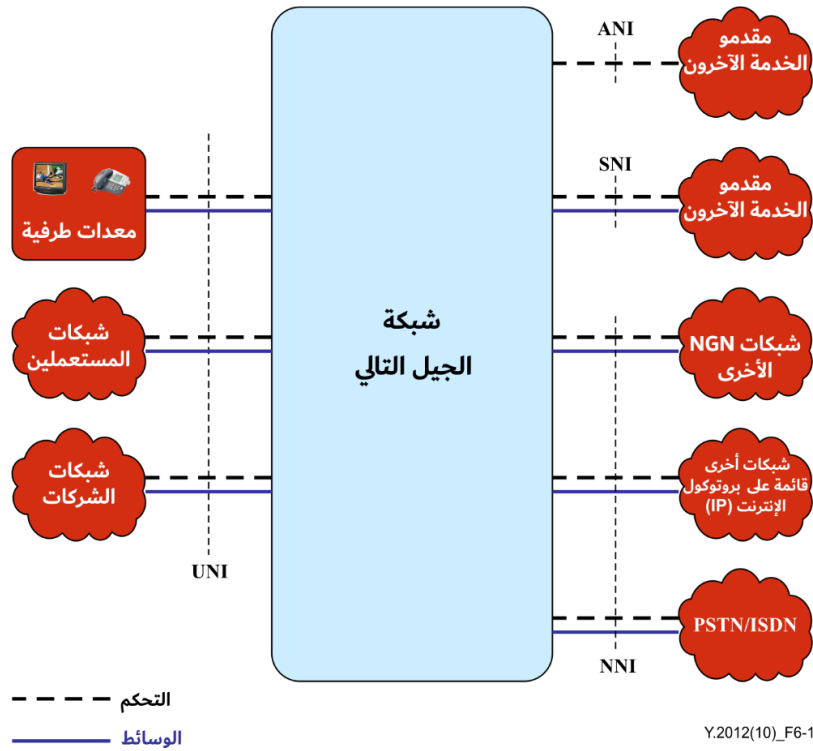 ANI
مقدمو
الخدمة الآخرون
SNI
مقدمو
الخدمة الآخرون
معدات طرفية
شبكة
الجيل التالي
شبكات
المستعملين
شبكات NGN
الأخرى
شبكات
الشركات
شبكات أخرى
قائمة على بروتوكول
الإنترنت (IP)
UNI
PSTN/ISDN
NNI
التحكم
الوسائط
Y.2012(10)_F6-1